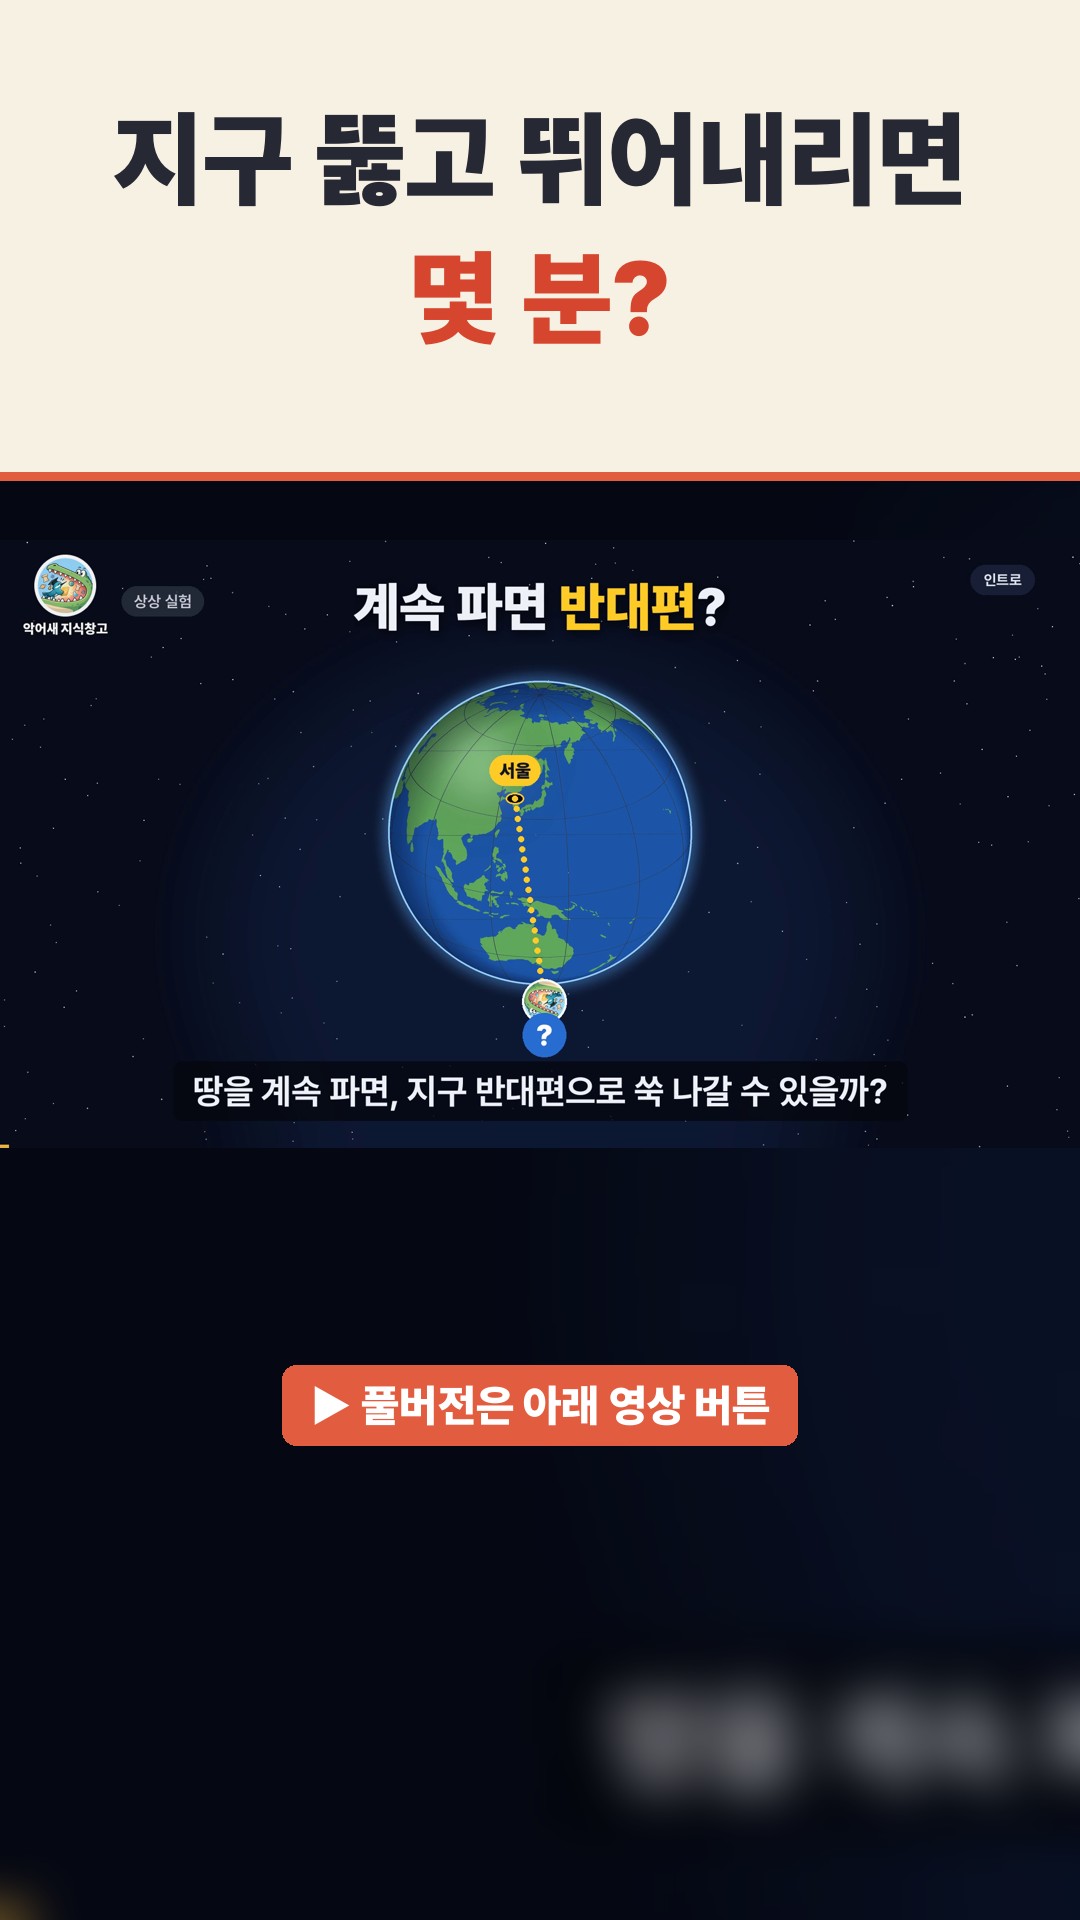 지구 뚫고 뛰어내리면
몇 분?
악어새 지식창고
상상 실험
계속 파면 반대편?
인트로
서울
?
땅을 계속 파면, 지구 반대편으로 쑥 나갈 수 있을까?
▶ 풀버전은 아래 영상 버튼